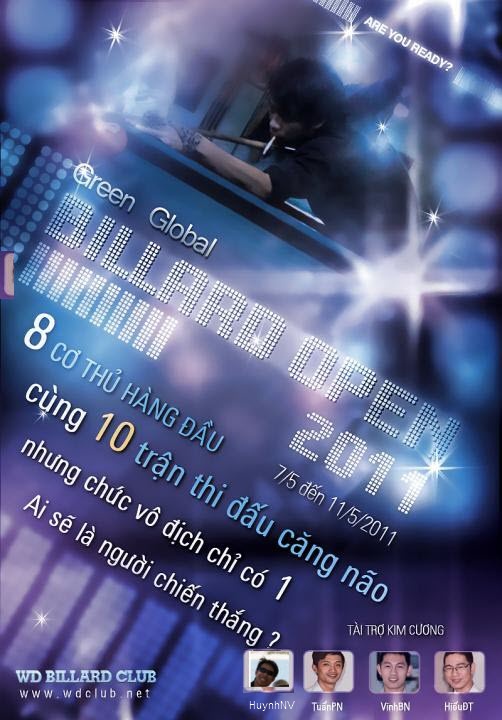 ARE YOU READY?
Green Global
BILLARD OPEN
2011
7/5 đến 11/5/2011
8 CƠ THỦ HÀNG ĐẦU
cùng 10 trận thi đấu căng não
nhưng chức vô địch chỉ có 1
Ai sẽ là người chiến thắng ?
TÀI TRỢ KIM CƯƠNG
HuynhNV TuấnPN VinhBN HiếuĐT
WD BILLARD CLUB
www.wdclub.net